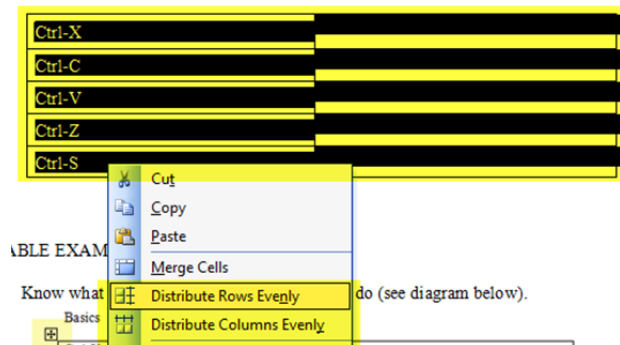 Ctrl-X
Ctrl-C
Ctrl-V
Ctrl-Z
Ctrl-S
Cut
Copy
Paste
ABLE EXAM
Merge Cells
Know what Distribute Rows Evenly do (see diagram below).
Basics
Distribute Columns Evenly